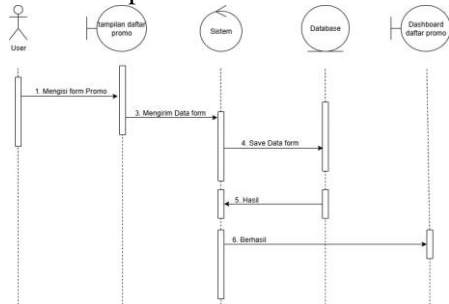 tampilan daftar
promo
Dashboard
daftar promo
User
Sistem
Database
1. Mengisi form Promo
3. Mengirim Data form
4. Save Data form
5. Hasil
6. Berhasil